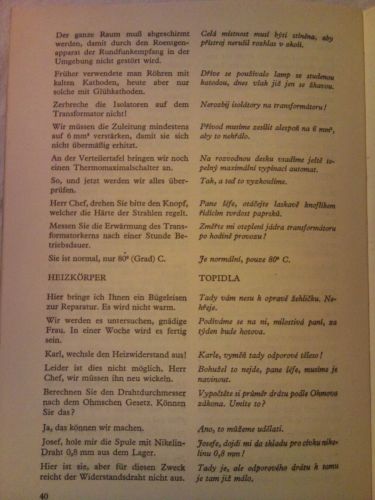 Der ganze Raum muß abgeschirmt
werden, damit durch den Roentgen-
apparat der Rundfunkempfang in der
Umgebung nicht gestört wird.
Celá místnost musí býti stíněna, aby
přístroj nerušil rozhlas v okolí.
Früher verwendete man Röhren mit
kalten Kathoden, heute aber nur
solche mit Glühkathoden.
Dříve se používalo lamp se studenou
katodou, dnes však již jen se žhavou.
Zerbreche die Isolatoren auf dem
Transformator nicht!
Nerozbij isolátory na transformátoru!
Wir müssen die Zuleitung mindestens
auf 6 mm² verstärken, damit sie sich
nicht übermäßig erhitzt.
Přívod musíme zesílit alespoň na 6 mm²,
aby to nehřálo.
An der Verteilertafel bringen wir noch
einen Thermomaximalschalter an.
Na rozvodnou desku vsadíme ještě te-
pelný maximální vypínací automat.
So, und jetzt werden wir alles über-
prüfen.
Tak, a teď to vyzkoušíme.
Herr Chef, drehen Sie bitte den Knopf,
welcher die Härte der Strahlen regelt.
Pane šéfe, otáčejte laskavě knoflíkem
řídícím tvrdost paprsků.
Messen Sie die Erwärmung des Trans-
formatorkerns nach einer Stunde Be-
triebsdauer.
Změřte mi oteplení jádra transformátoru
po hodině provozu!
Sie ist normal, nur 80° (Grad) C.
Je normální, pouze 80° C.
HEIZKÖRPER
TOPIDLA
Hier bringe ich Ihnen ein Bügeleisen
zur Reparatur. Es wird nicht warm.
Tady vám nesu k opravě žehličku. Ne-
hřeje.
Wir werden es untersuchen, gnädige
Frau. In einer Woche wird es fertig
sein.
Podíváme se na ni, milostivá paní, za
týden bude hotova.
Karl, wechsle den Heizwiderstand aus!
Karle, vyměň tady odporové těleso!
Leider ist dies nicht möglich, Herr
Chef, wir müssen ihn neu wickeln.
Bohužel to nejde, pane šéfe, musíme je
navinout.
Berechnen Sie den Drahtdurchmesser
nach dem Ohmschen Gesetz. Können
Sie das?
Vypočtěte si průměr drátu podle Ohmova
zákona. Umíte to?
Ja, das können wir machen.
Ano, to můžeme udělati.
Josef, hole mir die Spule mit Nikelin-
Draht 0,8 mm aus dem Lager.
Josefe, dojdi mi do skladu pro cívku nike-
linu 0,8 mm!
Hier ist sie, aber für diesen Zweck
reicht der Widerstandsdraht nicht aus.
Tady je, ale odporového drátu k tomu
je tam již málo.
40